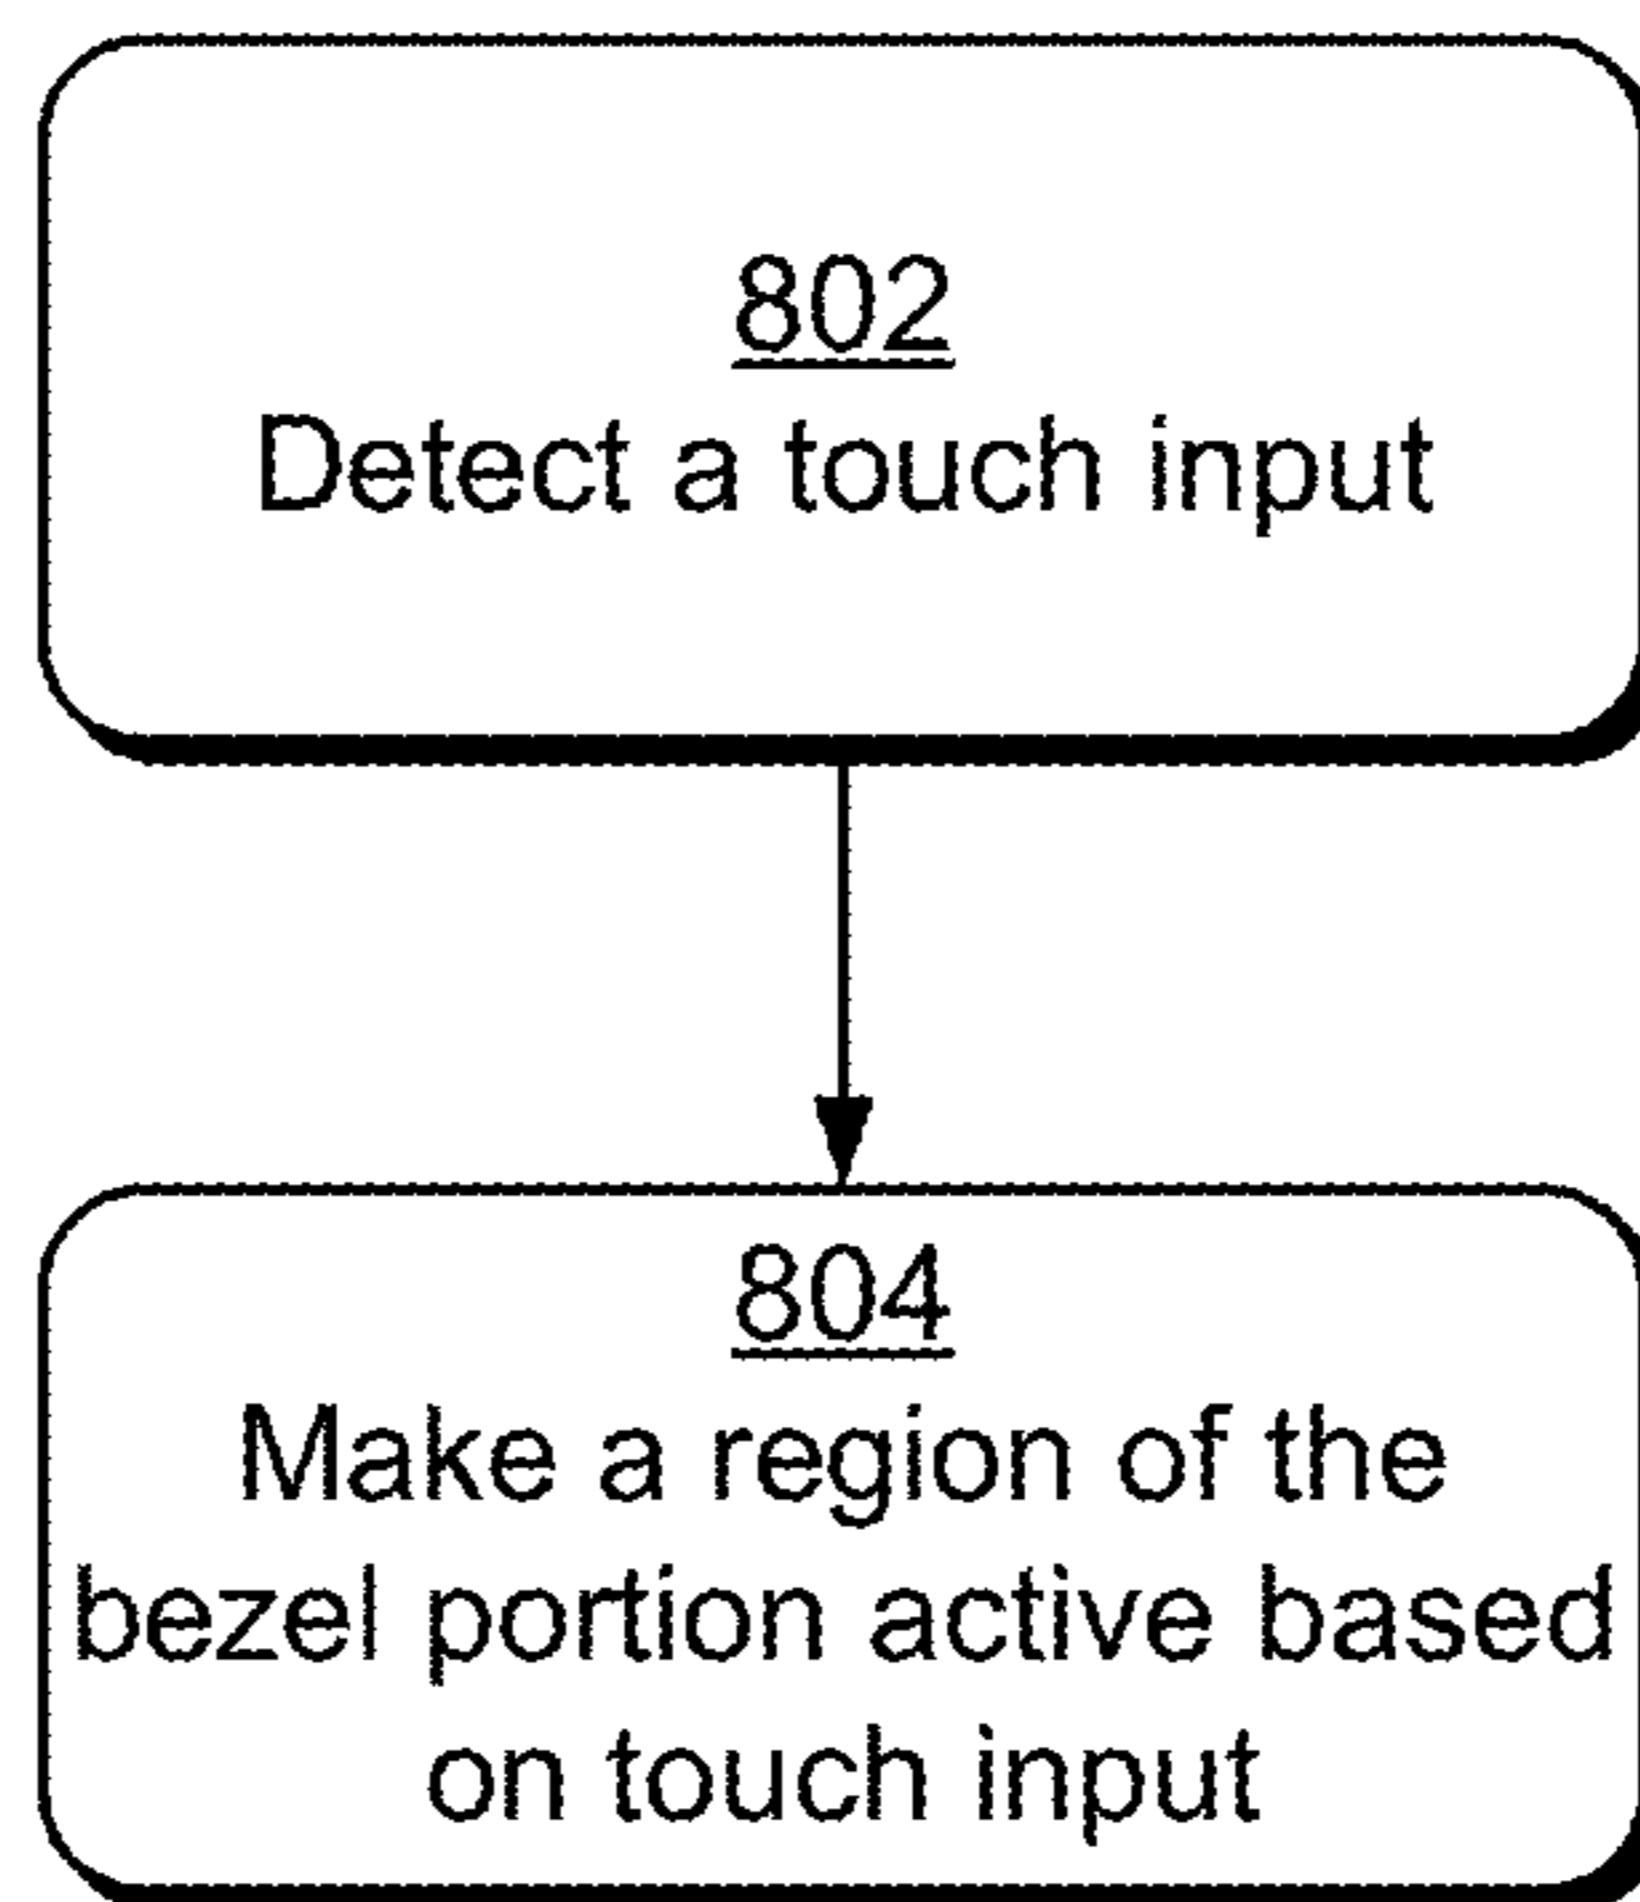 802
Detect a touch input
804
Make a region of the
bezel portion active based
on touch input